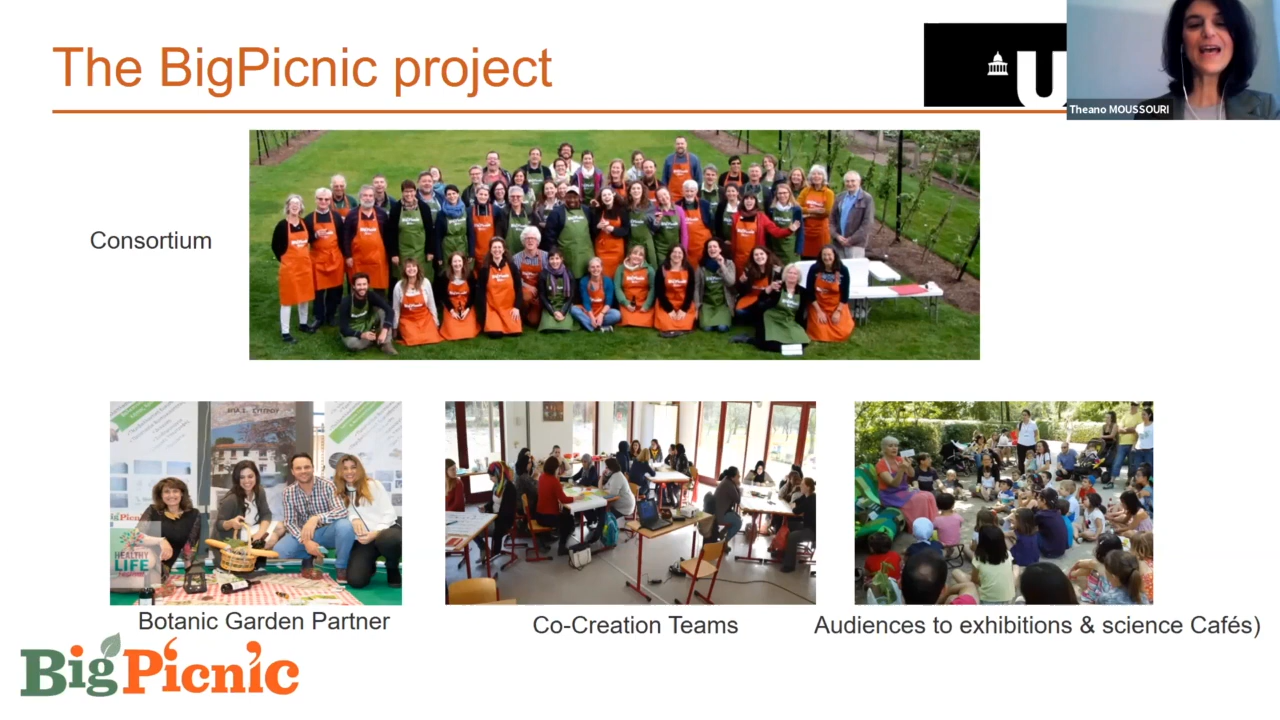 The BigPicnic project
U
Theano MOUSSOURI
Consortium
HEALTHY
LIFE
Botanic Garden Partner
Co-Creation Teams
Audiences to exhibitions & science Cafés)
BigPicnic